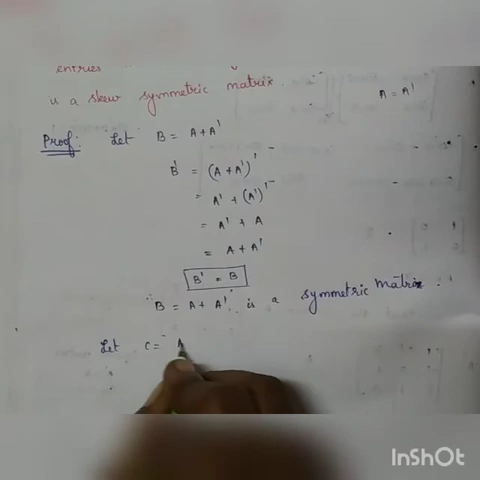 entries
is a skew symmetric matrix.
A = A'
Proof: Let B = A + A'
B' = (A + A')'
= A' + (A')'
= A' + A
= A + A'
B' = B
∴ B = A + A' is a symmetric Matrix.
Let C = A
InShOt